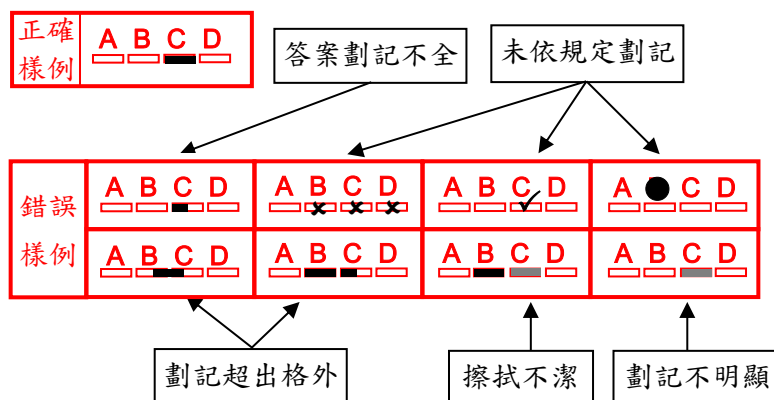 正確
樣例
A B C D
答案劃記不全
未依規定劃記
錯誤
樣例
A B C D
A B C D
A B C D
A C D
A B C D
A B C D
A B C D
A B C D
劃記超出格外
擦拭不潔
劃記不明顯